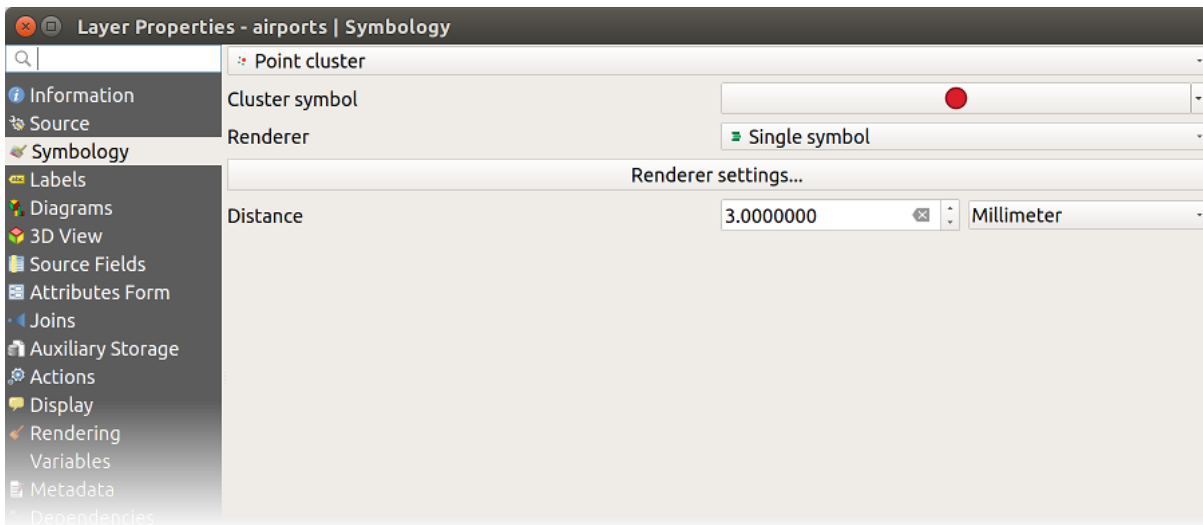 Layer Properties - airports | Symbology
Point cluster
Information
Cluster symbol
Source
Renderer
Single symbol
Symbology
Renderer settings...
Labels
Diagrams
Distance
3.0000000
Millimeter
3D View
Source Fields
Attributes Form
Joins
Auxiliary Storage
Actions
Display
Rendering
Variables
Metadata
Dependencies